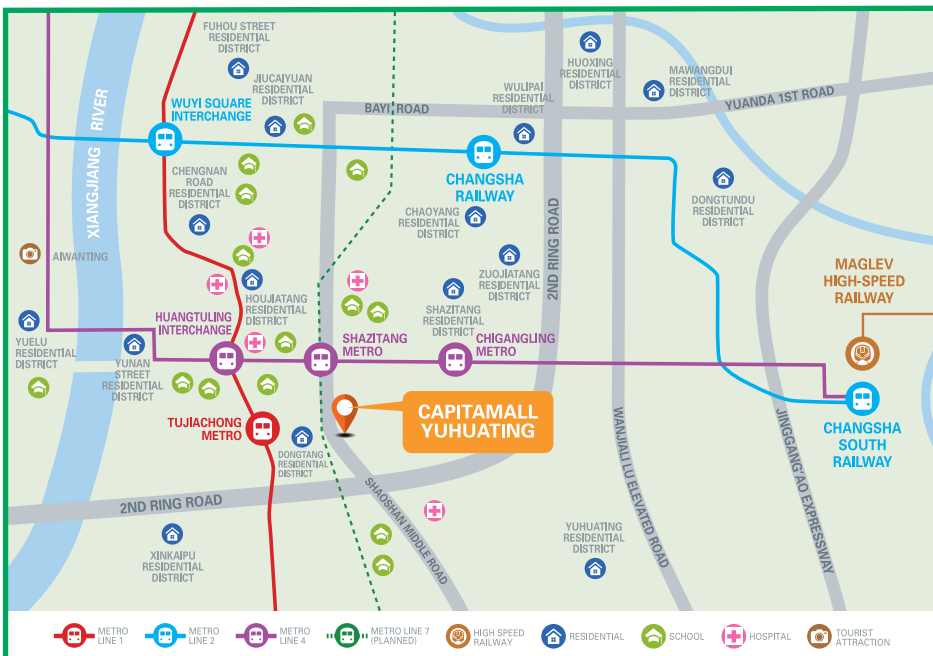 FUHOU STREET
RESIDENTIAL
DISTRICT
HUOXING
RESIDENTIAL
DISTRICT
JIUCAIYUAN
RESIDENTIAL
DISTRICT
WULIPAI
RESIDENTIAL
DISTRICT
MAWANGDUI
RESIDENTIAL
DISTRICT
WUYI SQUARE
INTERCHANGE
BAYI ROAD
YUANDA 1ST ROAD
XIANGJIANG RIVER
CHENGNAN
ROAD
RESIDENTIAL
DISTRICT
CHANGSHA
RAILWAY
CHAOYANG
RESIDENTIAL
DISTRICT
2ND RING ROAD
DONGTUNDU
RESIDENTIAL
DISTRICT
AIWANTING
ZUOJIATANG
RESIDENTIAL
DISTRICT
MAGLEV
HIGH-SPEED
RAILWAY
HOUJIATANG
RESIDENTIAL
DISTRICT
SHAZITANG
RESIDENTIAL
DISTRICT
HUANGTULING
INTERCHANGE
YUELU
RESIDENTIAL
DISTRICT
YUNAN
STREET
RESIDENTIAL
DISTRICT
SHAZITANG
METRO
CHIGANGLING
METRO
CAPITAMALL
YUHUATING
TUJIACHONG
METRO
DONGTANG
RESIDENTIAL
DISTRICT
WANJIALI LU ELEVATED ROAD
JINGGANG'AO EXPRESSWAY
CHANGSHA
SOUTH
RAILWAY
2ND RING ROAD
SHAOSHAN MIDDLE ROAD
XINKAIPU
RESIDENTIAL
DISTRICT
YUHUATING
RESIDENTIAL
DISTRICT
METRO
LINE 1
METRO
LINE 2
METRO
LINE 4
METRO LINE 7
(PLANNED)
HIGH SPEED
RAILWAY
RESIDENTIAL
SCHOOL
HOSPITAL
TOURIST
ATTRACTION